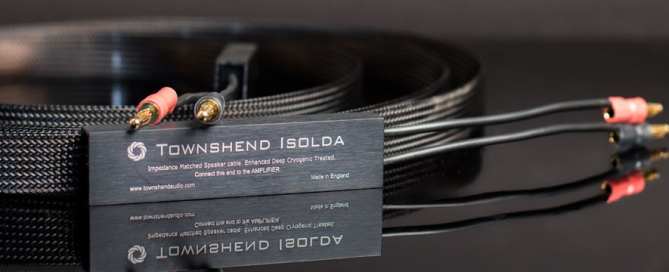 TOWNSHEND ISOLDA
Impedance Matched Speaker cable. Enhanced Deep Cryogenic Treated.
Connect this end to the AMPLIFIER.
www.townshendaudio.com Made in England